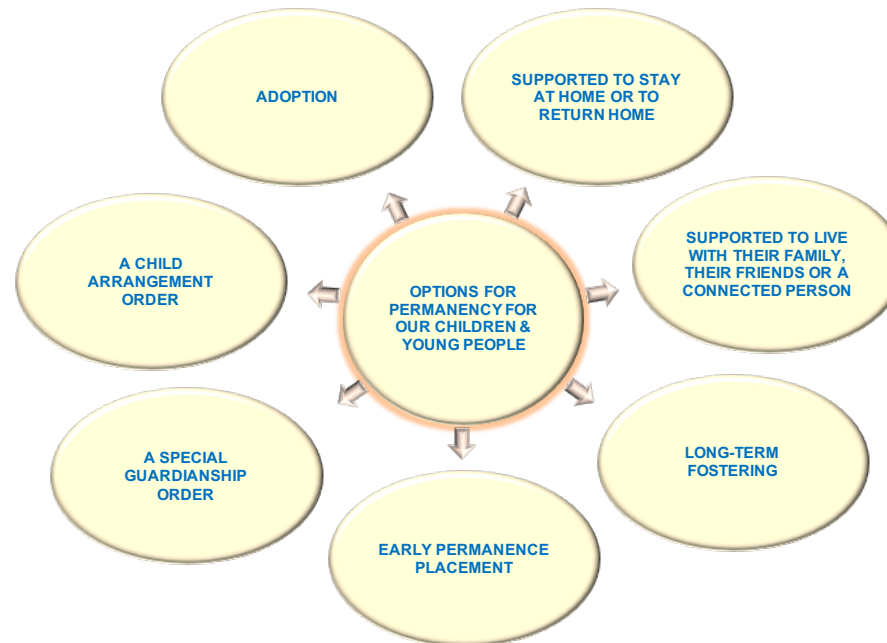 ADOPTION
SUPPORTED TO STAY
AT HOME OR TO
RETURN HOME
A CHILD
ARRANGEMENT
ORDER
OPTIONS FOR
PERMANENCY FOR
OUR CHILDREN &
YOUNG PEOPLE
SUPPORTED TO LIVE
WITH THEIR FAMILY,
THEIR FRIENDS OR A
CONNECTED PERSON
A SPECIAL
GUARDIANSHIP
ORDER
LONG-TERM
FOSTERING
EARLY PERMANENCE
PLACEMENT